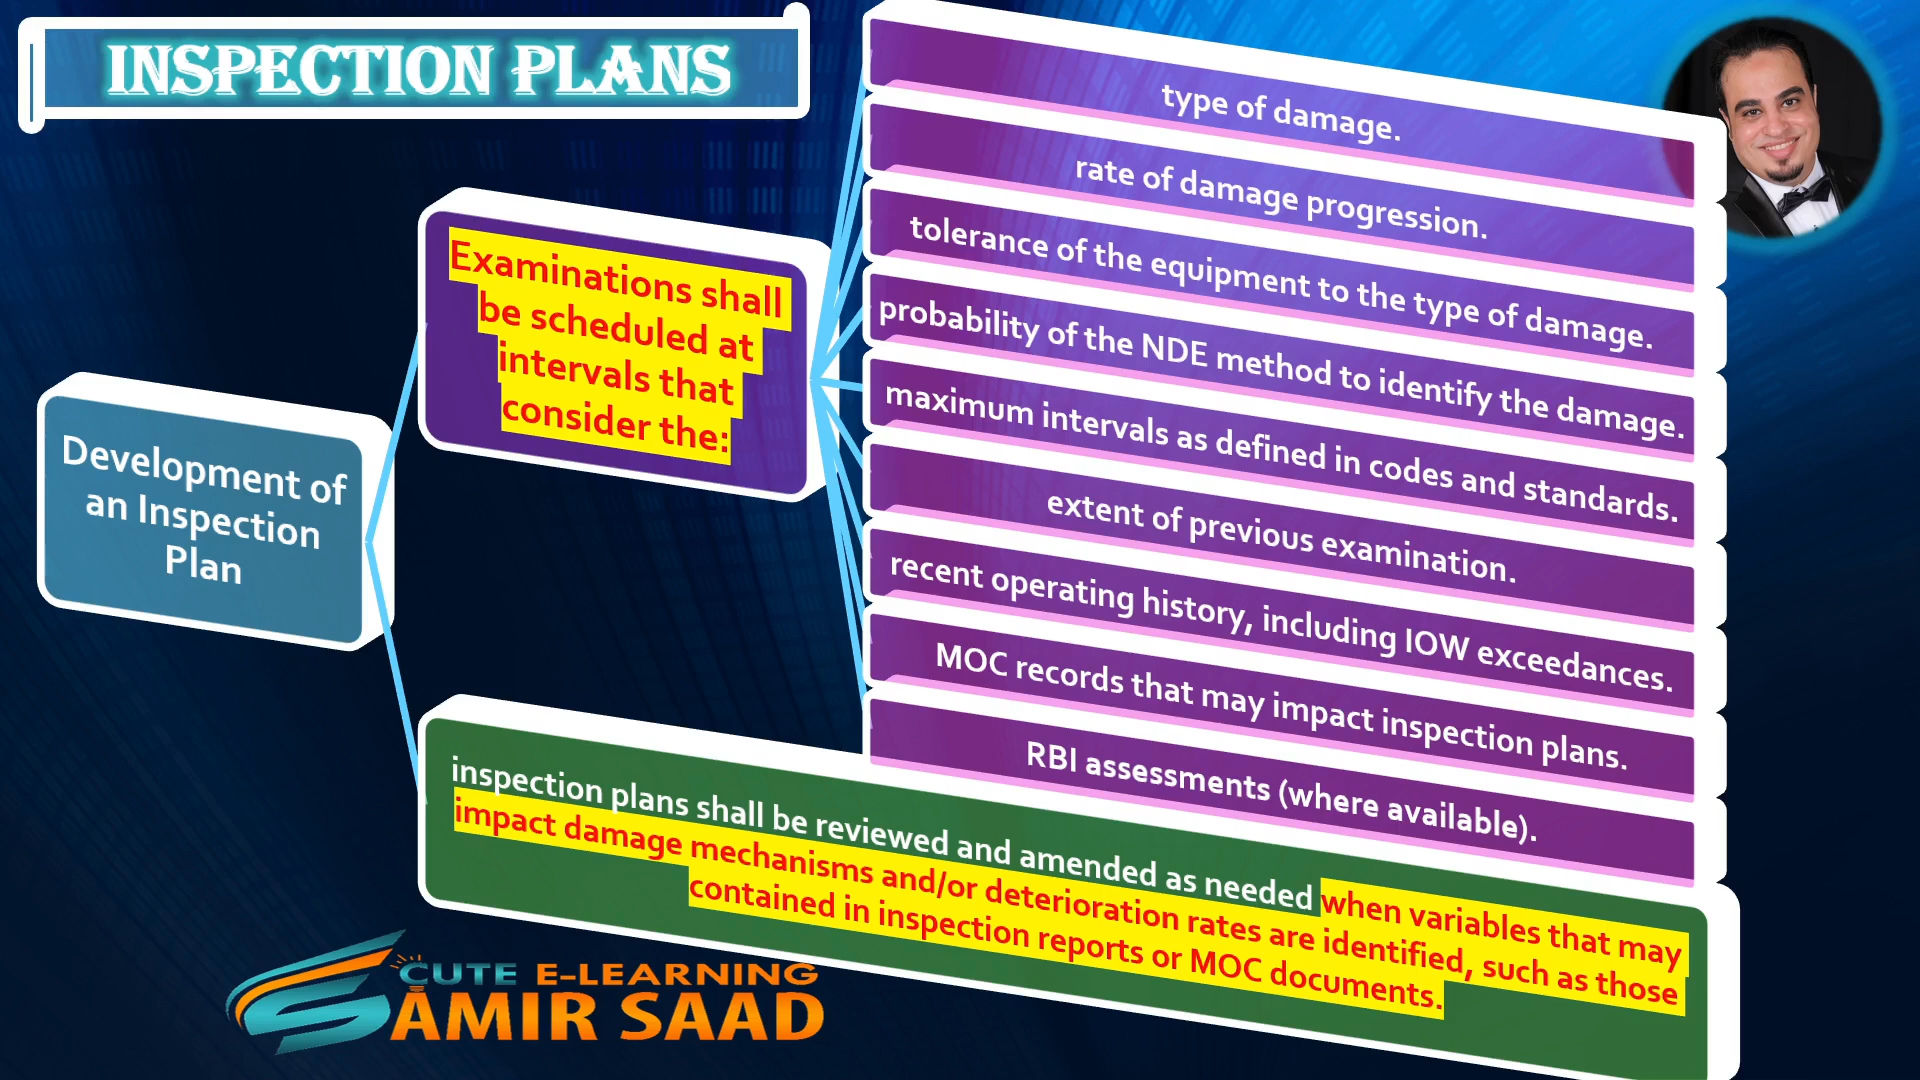 INSPECTION PLANS
Development of
an Inspection
Plan
Examinations shall
be scheduled at
intervals that
consider the:
type of damage.
rate of damage progression.
tolerance of the equipment to the type of damage.
probability of the NDE method to identify the damage.
maximum intervals as defined in codes and standards.
extent of previous examination.
recent operating history, including IOW exceedances.
MOC records that may impact inspection plans.
RBI assessments (where available).
inspection plans shall be reviewed and amended as needed when variables that may
impact damage mechanisms and/or deterioration rates are identified, such as those
contained in inspection reports or MOC documents.
CUTE E-LEARNING
AMIR SAAD